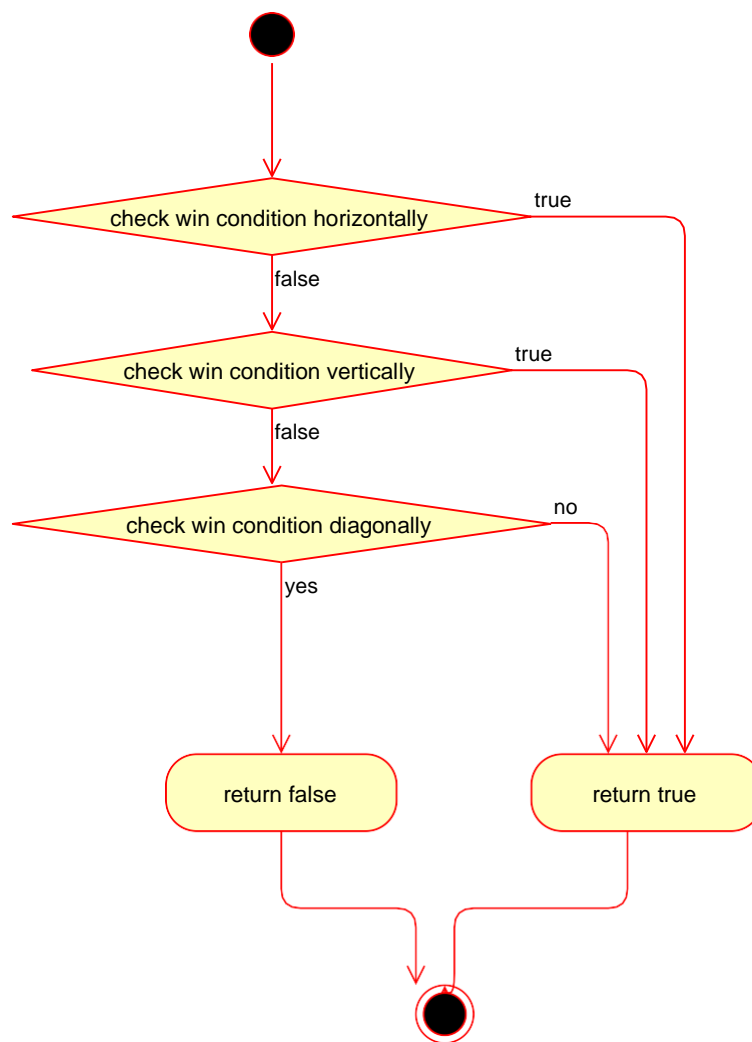 check win condition horizontally
true
false
check win condition vertically
true
false
check win condition diagonally
no
yes
return false
return true